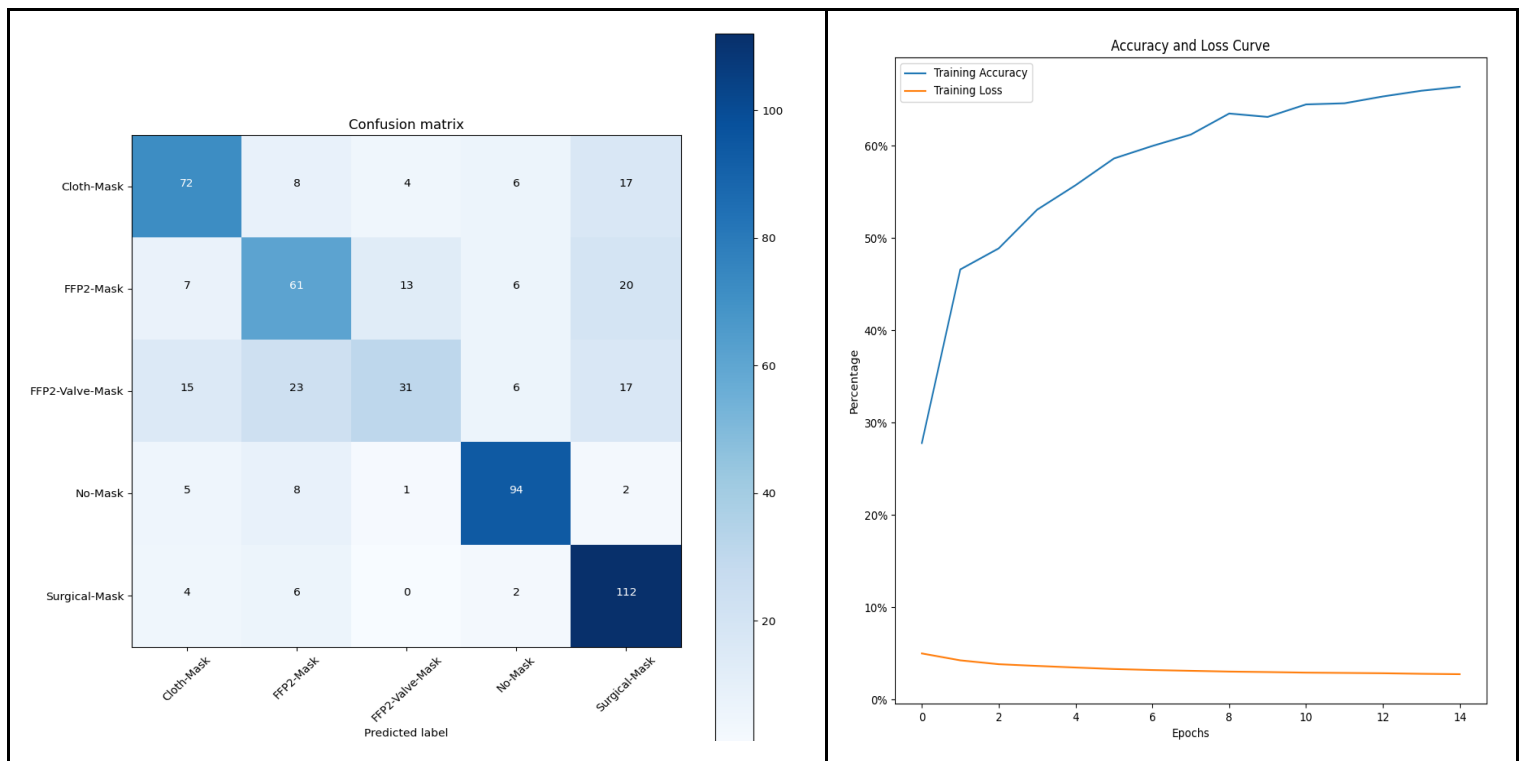 Confusion matrix
Cloth-Mask 72 8 4 6 17
FFP2-Mask 7 61 13 6 20
FFP2-Valve-Mask 15 23 31 6 17
No-Mask 5 8 1 94 2
Surgical-Mask 4 6 0 2 112
Cloth-Mask FFP2-Mask FFP2-Valve-Mask No-Mask Surgical-Mask
Predicted label
100
80
60
40
20
Accuracy and Loss Curve
Training Accuracy
Training Loss
Percentage
60%
50%
40%
30%
20%
10%
0%
0 2 4 6 8 10 12 14
Epochs